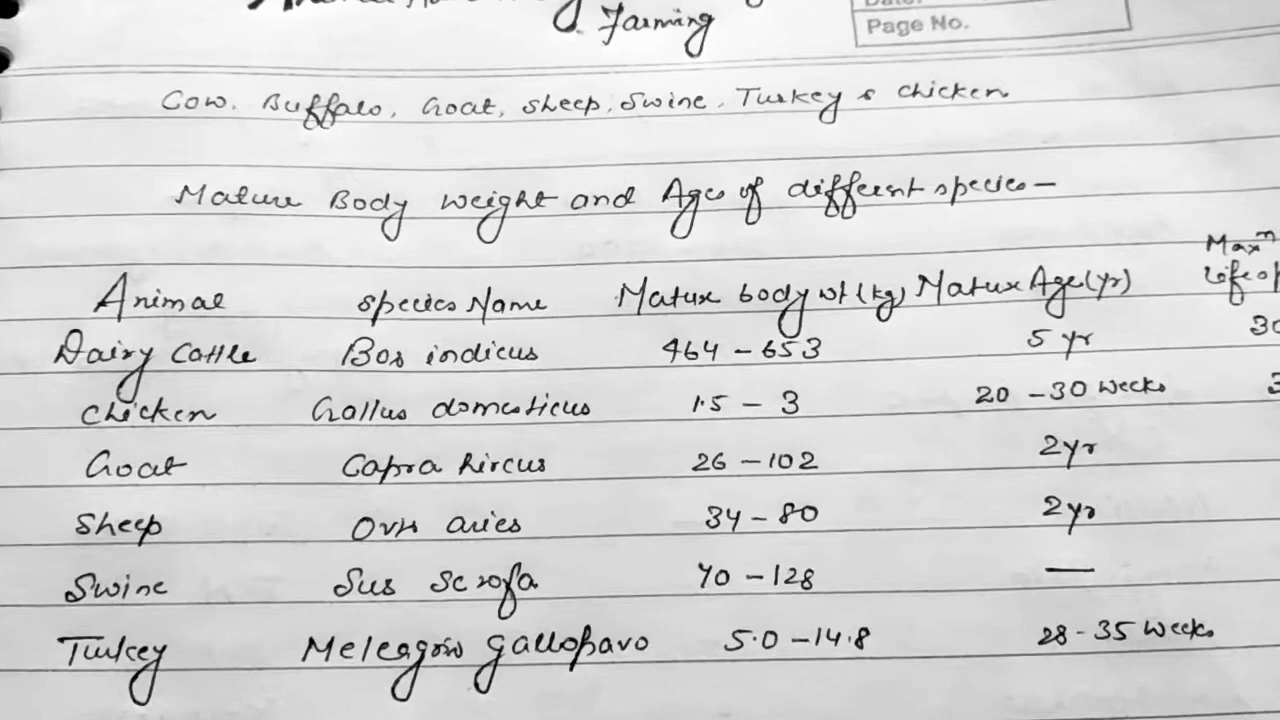 Farming
Page No.
Cow, Buffalo, Goat, Sheep, Swine, Turkey & chicken
Mature Body weight and Age of different species-
Animal Species Name Mature body wt (kg) Mature Age (yr) Maxm
Dairy Cattle Bos indicus 464-653 5 yr
Chicken Gallus domesticus 1.5-3 20-30 weeks
Goat Capra hircus 26-102 2yr
Sheep Ovis aries 34-80 2yr
Swine Sus scrofa 70-128 —
Turkey Meleagris gallopavo 5.0-14.8 28-35 weeks